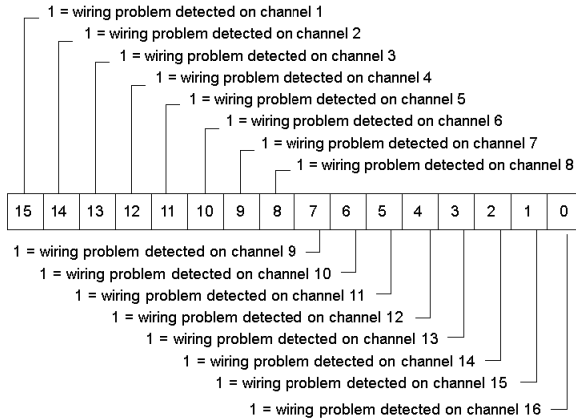 1 = wiring problem detected on channel 1
1 = wiring problem detected on channel 2
1 = wiring problem detected on channel 3
1 = wiring problem detected on channel 4
1 = wiring problem detected on channel 5
1 = wiring problem detected on channel 6
1 = wiring problem detected on channel 7
1 = wiring problem detected on channel 8
15 14 13 12 11 10 9 8 7 6 5 4 3 2 1 0
1 = wiring problem detected on channel 9
1 = wiring problem detected on channel 10
1 = wiring problem detected on channel 11
1 = wiring problem detected on channel 12
1 = wiring problem detected on channel 13
1 = wiring problem detected on channel 14
1 = wiring problem detected on channel 15
1 = wiring problem detected on channel 16